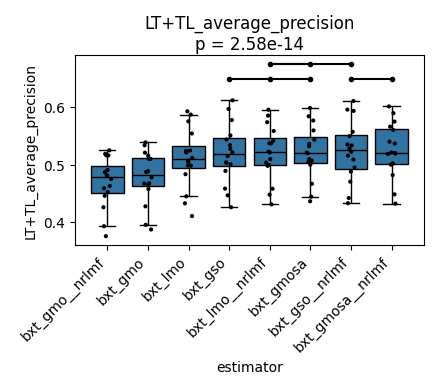 LT+TL_average_precision
p = 2.58e-14
LT+TL_average_precision
0.6
0.5
0.4
bxt_gmo__nrlmf
bxt_gmo
bxt_lmo
bxt_gso
bxt_lmo__nrlmf
bxt_gmosa
bxt_gso__nrlmf
bxt_gmosa__nrlmf
estimator